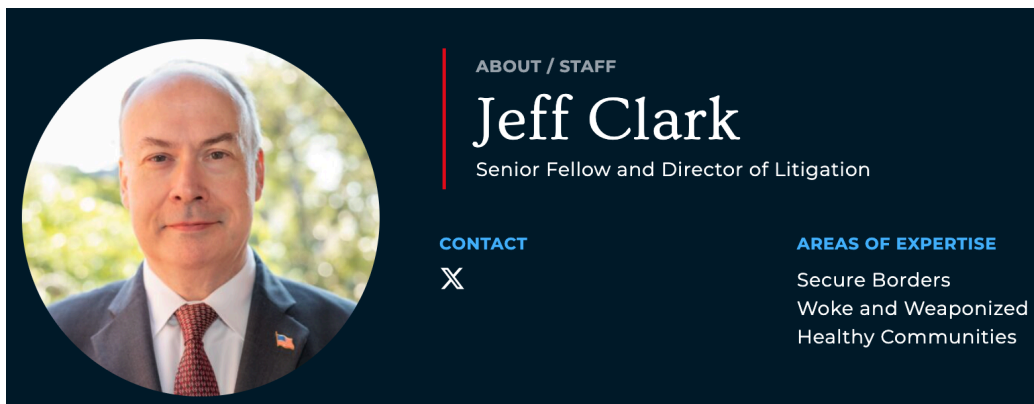 ABOUT / STAFF
Jeff Clark
Senior Fellow and Director of Litigation
CONTACT
X
AREAS OF EXPERTISE
Secure Borders
Woke and Weaponized
Healthy Communities